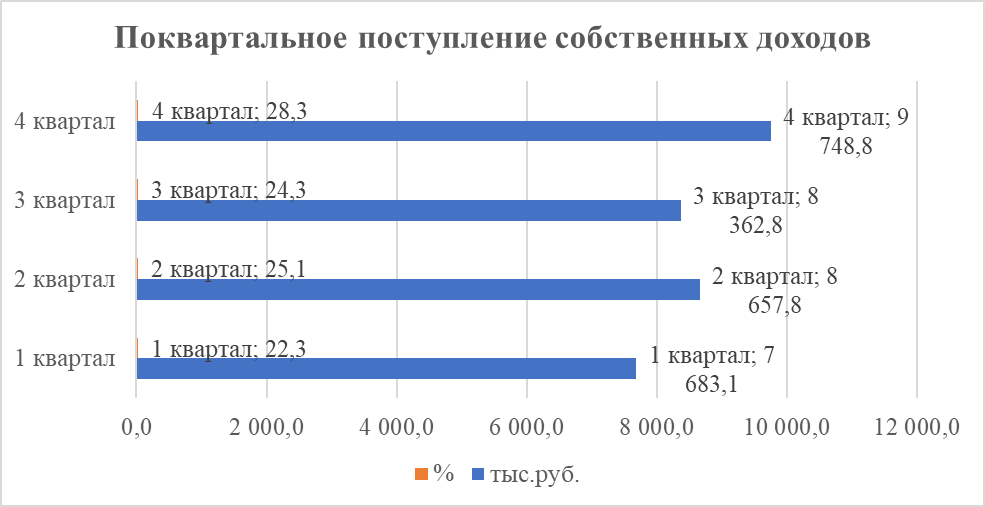 Поквартальное поступление собственных доходов
4 квартал
4 квартал; 28,3
4 квартал; 9
748,8
3 квартал
3 квартал; 24,3
3 квартал; 8
362,8
2 квартал
2 квартал; 25,1
2 квартал; 8
657,8
1 квартал
1 квартал; 22,3
1 квартал; 7
683,1
0,0 2 000,0 4 000,0 6 000,0 8 000,0 10 000,0 12 000,0
% тыс.руб.